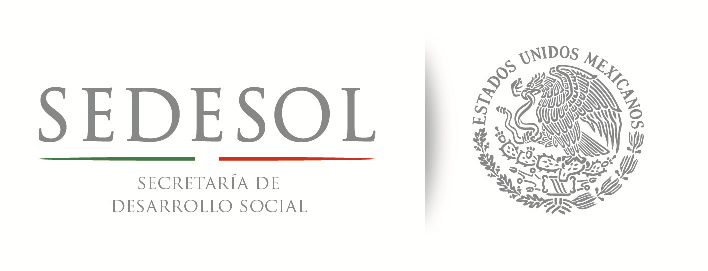 SEDESOL
SECRETARÍA DE
DESARROLLO SOCIAL
ESTADOS UNIDOS MEXICANOS